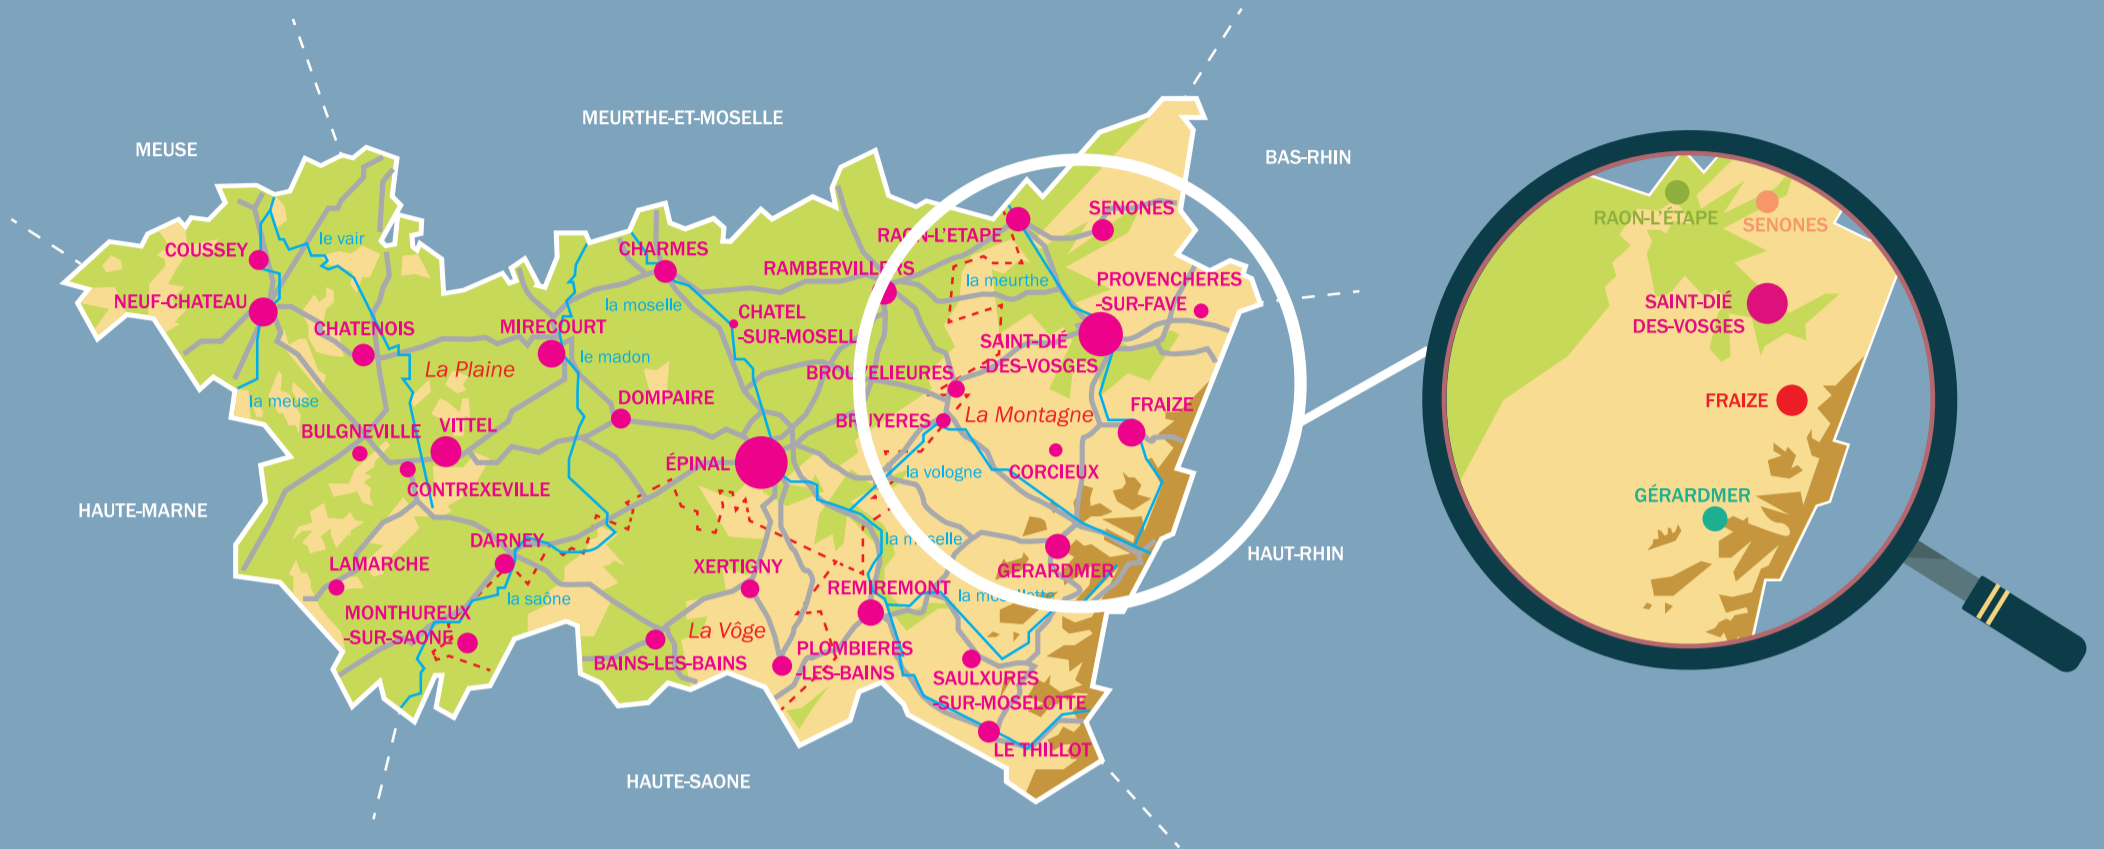 MEURTHE-ET-MOSELLE
MEUSE
BAS-RHIN
COUSSEY
le vair
CHARMES
SENONES
RAON-L'ETAPE
RAMBERVILLERS
NEUF-CHATEAU
la moselle
la meurthe
PROVENCHERES
-SUR-FAVE
CHATENOIS
MIRECOURT
CHATEL
-SUR-MOSELL
le madon
SAINT-DIÉ
-DES-VOSGES
La Plaine
BROUVELIEURES
la meuse
DOMPAIRE
FRAIZE
BULGNEVILLE
VITTEL
BRUYERES
La Montagne
ÉPINAL
la vologne
CORCIEUX
CONTREXEVILLE
HAUTE-MARNE
DARNEY
la moselle
HAUT-RHIN
LAMARCHE
XERTIGNY
GERARDMER
la saône
REMIREMONT
la moselotte
MONTHUREUX
-SUR-SAONE
La Vôge
BAINS-LES-BAINS
PLOMBIERES
-LES-BAINS
SAULXURES
-SUR-MOSELOTTE
LE THILLOT
HAUTE-SAONE
RAON-L'ÉTAPE
SENONES
SAINT-DIÉ
DES-VOSGES
FRAIZE
GÉRARDMER